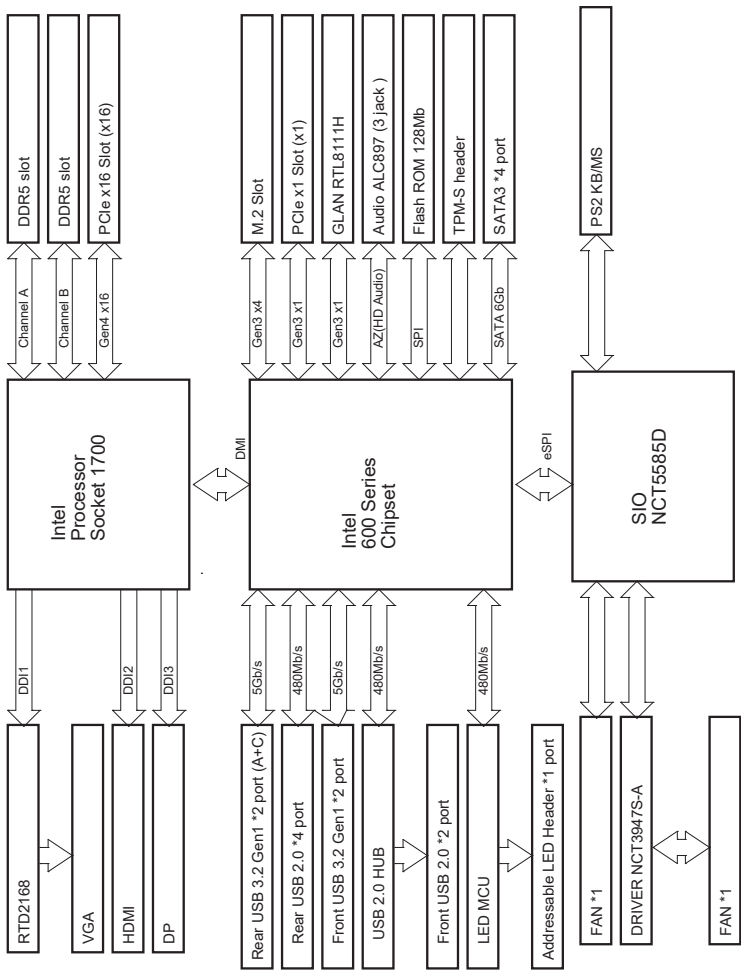 DDR5 slot
DDR5 slot
PCIe x16 Slot (x16)
Channel A
Channel B
Gen4 x16
Intel
Processor
Socket 1700
DDI1
DDI2
DDI3
RTD2168
VGA
HDMI
DP
DMI
M.2 Slot
PCIe x1 Slot (x1)
GLAN RTL8111H
Audio ALC897 (3 jack )
Flash ROM 128Mb
TPM-S header
SATA3 *4 port
Gen3 x4
Gen3 x1
Gen3 x1
AZ(HD Audio)
SPI
SATA 6Gb
Intel
600 Series
Chipset
5Gb/s
480Mb/s
5Gb/s
480Mb/s
480Mb/s
Rear USB 3.2 Gen1 *2 port (A+C)
Rear USB 2.0 *4 port
Front USB 3.2 Gen1 *2 port
USB 2.0 HUB
Front USB 2.0 *2 port
LED MCU
Addressable LED Header *1 port
eSPI
PS2 KB/MS
SIO
NCT5585D
FAN *1
DRIVER NCT3947S-A
FAN *1